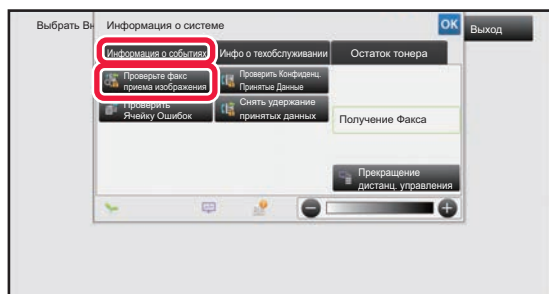 Выбрать Вн
Информация о системе
OK
Выход
Информация о событиях
Инфо о техобслуживании
Остаток тонера
Проверьте факс
приема изображения
Проверить Конфиденц.
Принятые Данные
Проверить
Ячейку Ошибок
Снять удержание
принятых данных
Получение Факса
Прекращение
дистанц. управления